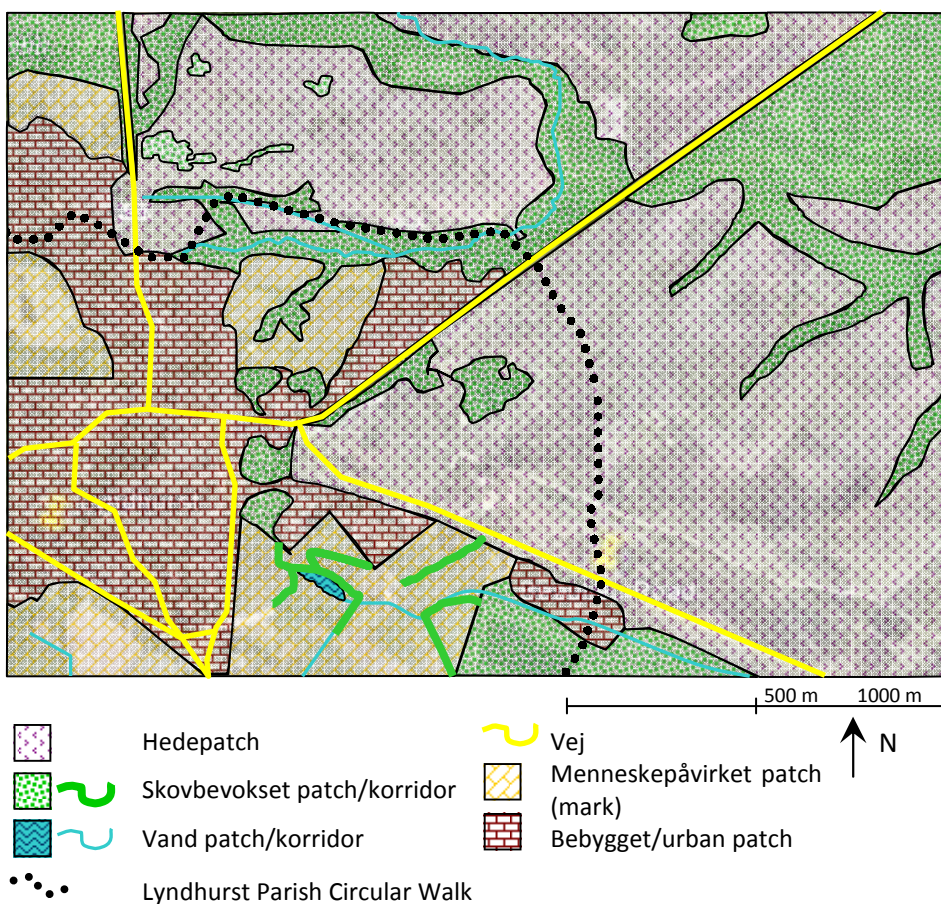 500 m 1000 m
N
Hedepatch
Skovbevokset patch/korridor
Vand patch/korridor
Lyndhurst Parish Circular Walk
Vej
Menneskepåvirket patch
(mark)
Bebygget/urban patch